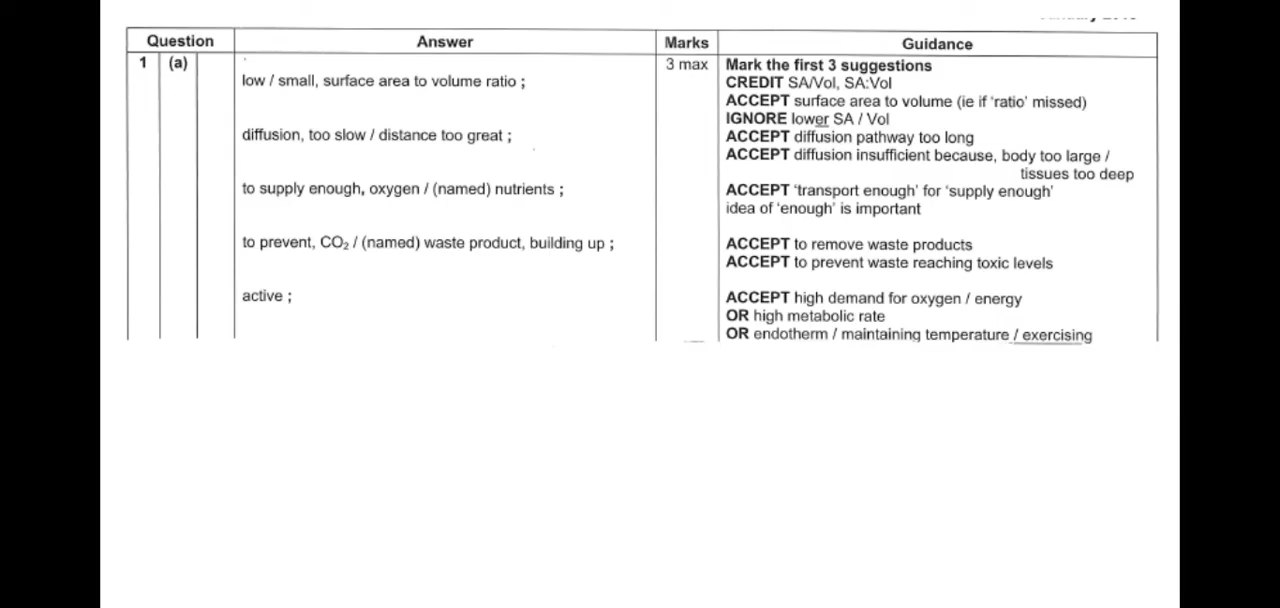 Question Answer Marks Guidance
1 (a) 3 max Mark the first 3 suggestions
low / small, surface area to volume ratio ; CREDIT SA/Vol, SA:Vol
ACCEPT surface area to volume (ie if 'ratio' missed)
IGNORE lower SA / Vol
diffusion, too slow / distance too great ; ACCEPT diffusion pathway too long
ACCEPT diffusion insufficient because, body too large /
tissues too deep
to supply enough, oxygen / (named) nutrients ; ACCEPT 'transport enough' for 'supply enough'
idea of 'enough' is important
to prevent, CO₂ / (named) waste product, building up ; ACCEPT to remove waste products
ACCEPT to prevent waste reaching toxic levels
active ; ACCEPT high demand for oxygen / energy
OR high metabolic rate
OR endotherm / maintaining temperature / exercising